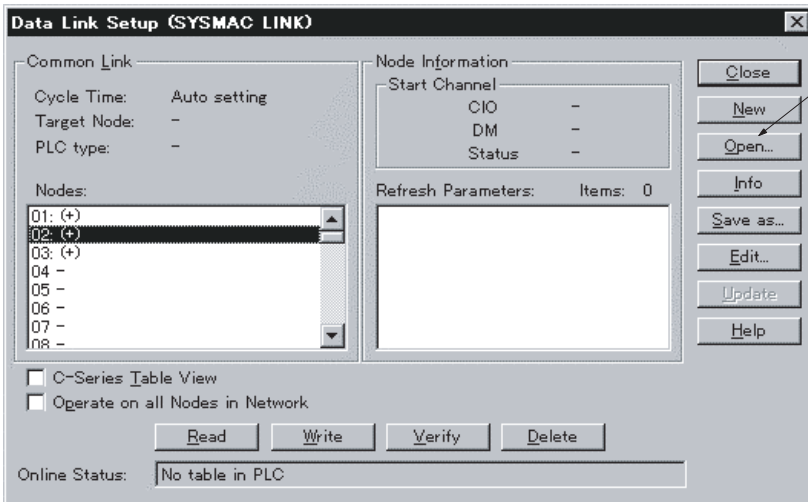 Data Link Setup (SYSMAC LINK)
Common Link
Cycle Time: Auto setting
Target Node: -
PLC type: -
Nodes:
01: (+)
02: (+)
03: (+)
04 -
05 -
06 -
07 -
08 -
Node Information
Start Channel
CIO -
DM -
Status -
Refresh Parameters: Items: 0
Close
New
Open...
Info
Save as...
Edit...
Update
Help
C-Series Table View
Operate on all Nodes in Network
Read Write Verify Delete
Online Status: No table in PLC